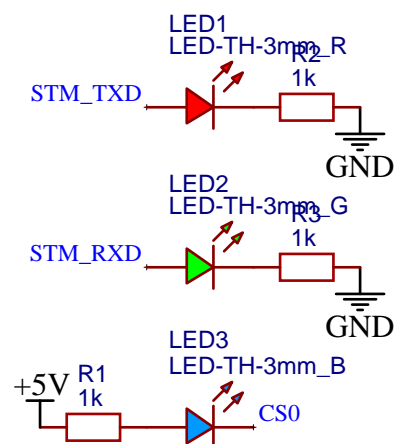 LED1
LED-TH-3mm_R
R2
1k
STM_TXD
GND
LED2
LED-TH-3mm_G
R3
1k
STM_RXD
GND
LED3
LED-TH-3mm_B
+5V
R1
1k
CS0